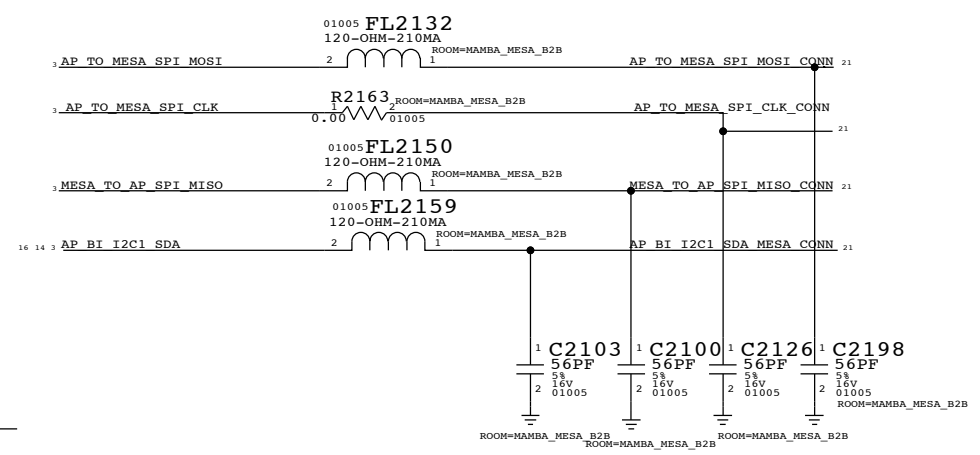 01005 FL2132
120-OHM-210MA
ROOM=MAMBA_MESA_B2B
3 AP_TO_MESA_SPI_MOSI 2 1 AP_TO_MESA_SPI_MOSI_CONN 21
R2163
ROOM=MAMBA_MESA_B2B
3 AP_TO_MESA_SPI_CLK 1 2 AP_TO_MESA_SPI_CLK_CONN
0.00 01005
21
01005 FL2150
120-OHM-210MA
ROOM=MAMBA_MESA_B2B
3 MESA_TO_AP_SPI_MISO 2 1 MESA_TO_AP_SPI_MISO_CONN 21
01005 FL2159
120-OHM-210MA
ROOM=MAMBA_MESA_B2B
16 14 3 AP_BI_I2C1_SDA 2 1 AP_BI_I2C1_SDA_MESA_CONN 21
1 C2103 1 C2100 1 C2126 1 C2198
56PF 56PF 56PF 56PF
5% 5% 5% 5%
2 16V 2 16V 2 16V 2 16V
01005 01005 01005 01005
ROOM=MAMBA_MESA_B2B
ROOM=MAMBA_MESA_B2B ROOM=MAMBA_MESA_B2B
ROOM=MAMBA_MESA_B2B